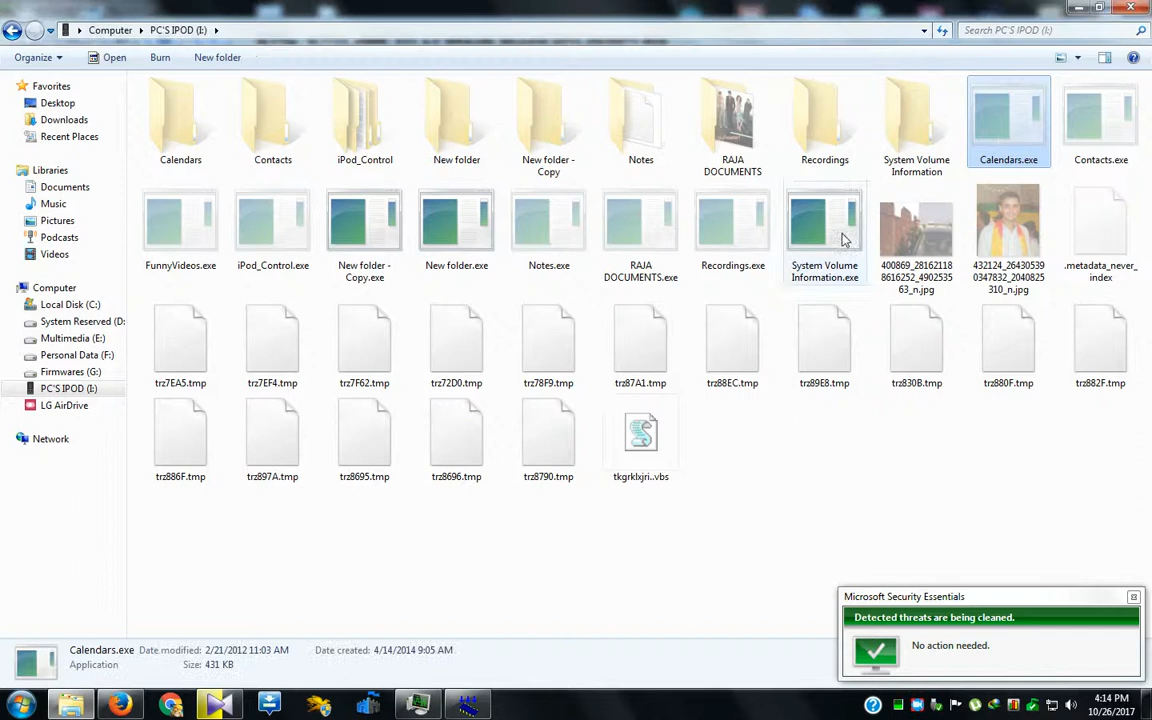 Computer
PC'S IPOD (I:)
Search PC'S IPOD (I:)
Organize
Open
Burn
New folder
Favorites
Desktop
Downloads
Recent Places
Libraries
Documents
Music
Pictures
Podcasts
Videos
Computer
Local Disk (C:)
System Reserved (D:
Multimedia (E:)
Personal Data (F:)
Firmwares (G:)
PC'S IPOD (I:)
LG AirDrive
Network
Calendars
Contacts
iPod_Control
New folder
New folder -
Copy
Notes
RAJA
DOCUMENTS
Recordings
System Volume
Information
Calendars.exe
Contacts.exe
FunnyVideos.exe
iPod_Control.exe
New folder -
Copy.exe
New folder.exe
Notes.exe
RAJA
DOCUMENTS.exe
Recordings.exe
System Volume
Information.exe
400869_28162118
8616252_4902535
63_n.jpg
432124_26430539
0347832_2040825
310_n.jpg
.metadata_never_
index
trz7EA5.tmp
trz7EF4.tmp
trz7F62.tmp
trz72D0.tmp
trz78F9.tmp
trz87A1.tmp
trz88EC.tmp
trz89E8.tmp
trz830B.tmp
trz880F.tmp
trz882F.tmp
trz886F.tmp
trz897A.tmp
trz8695.tmp
trz8696.tmp
trz8790.tmp
tkgrklxjri..vbs
Microsoft Security Essentials
Detected threats are being cleaned.
No action needed.
Calendars.exe
Date modified: 2/21/2012 11:03 AM
Date created: 4/14/2014 9:05 AM
Application
Size: 431 KB
4:14 PM
10/26/2017